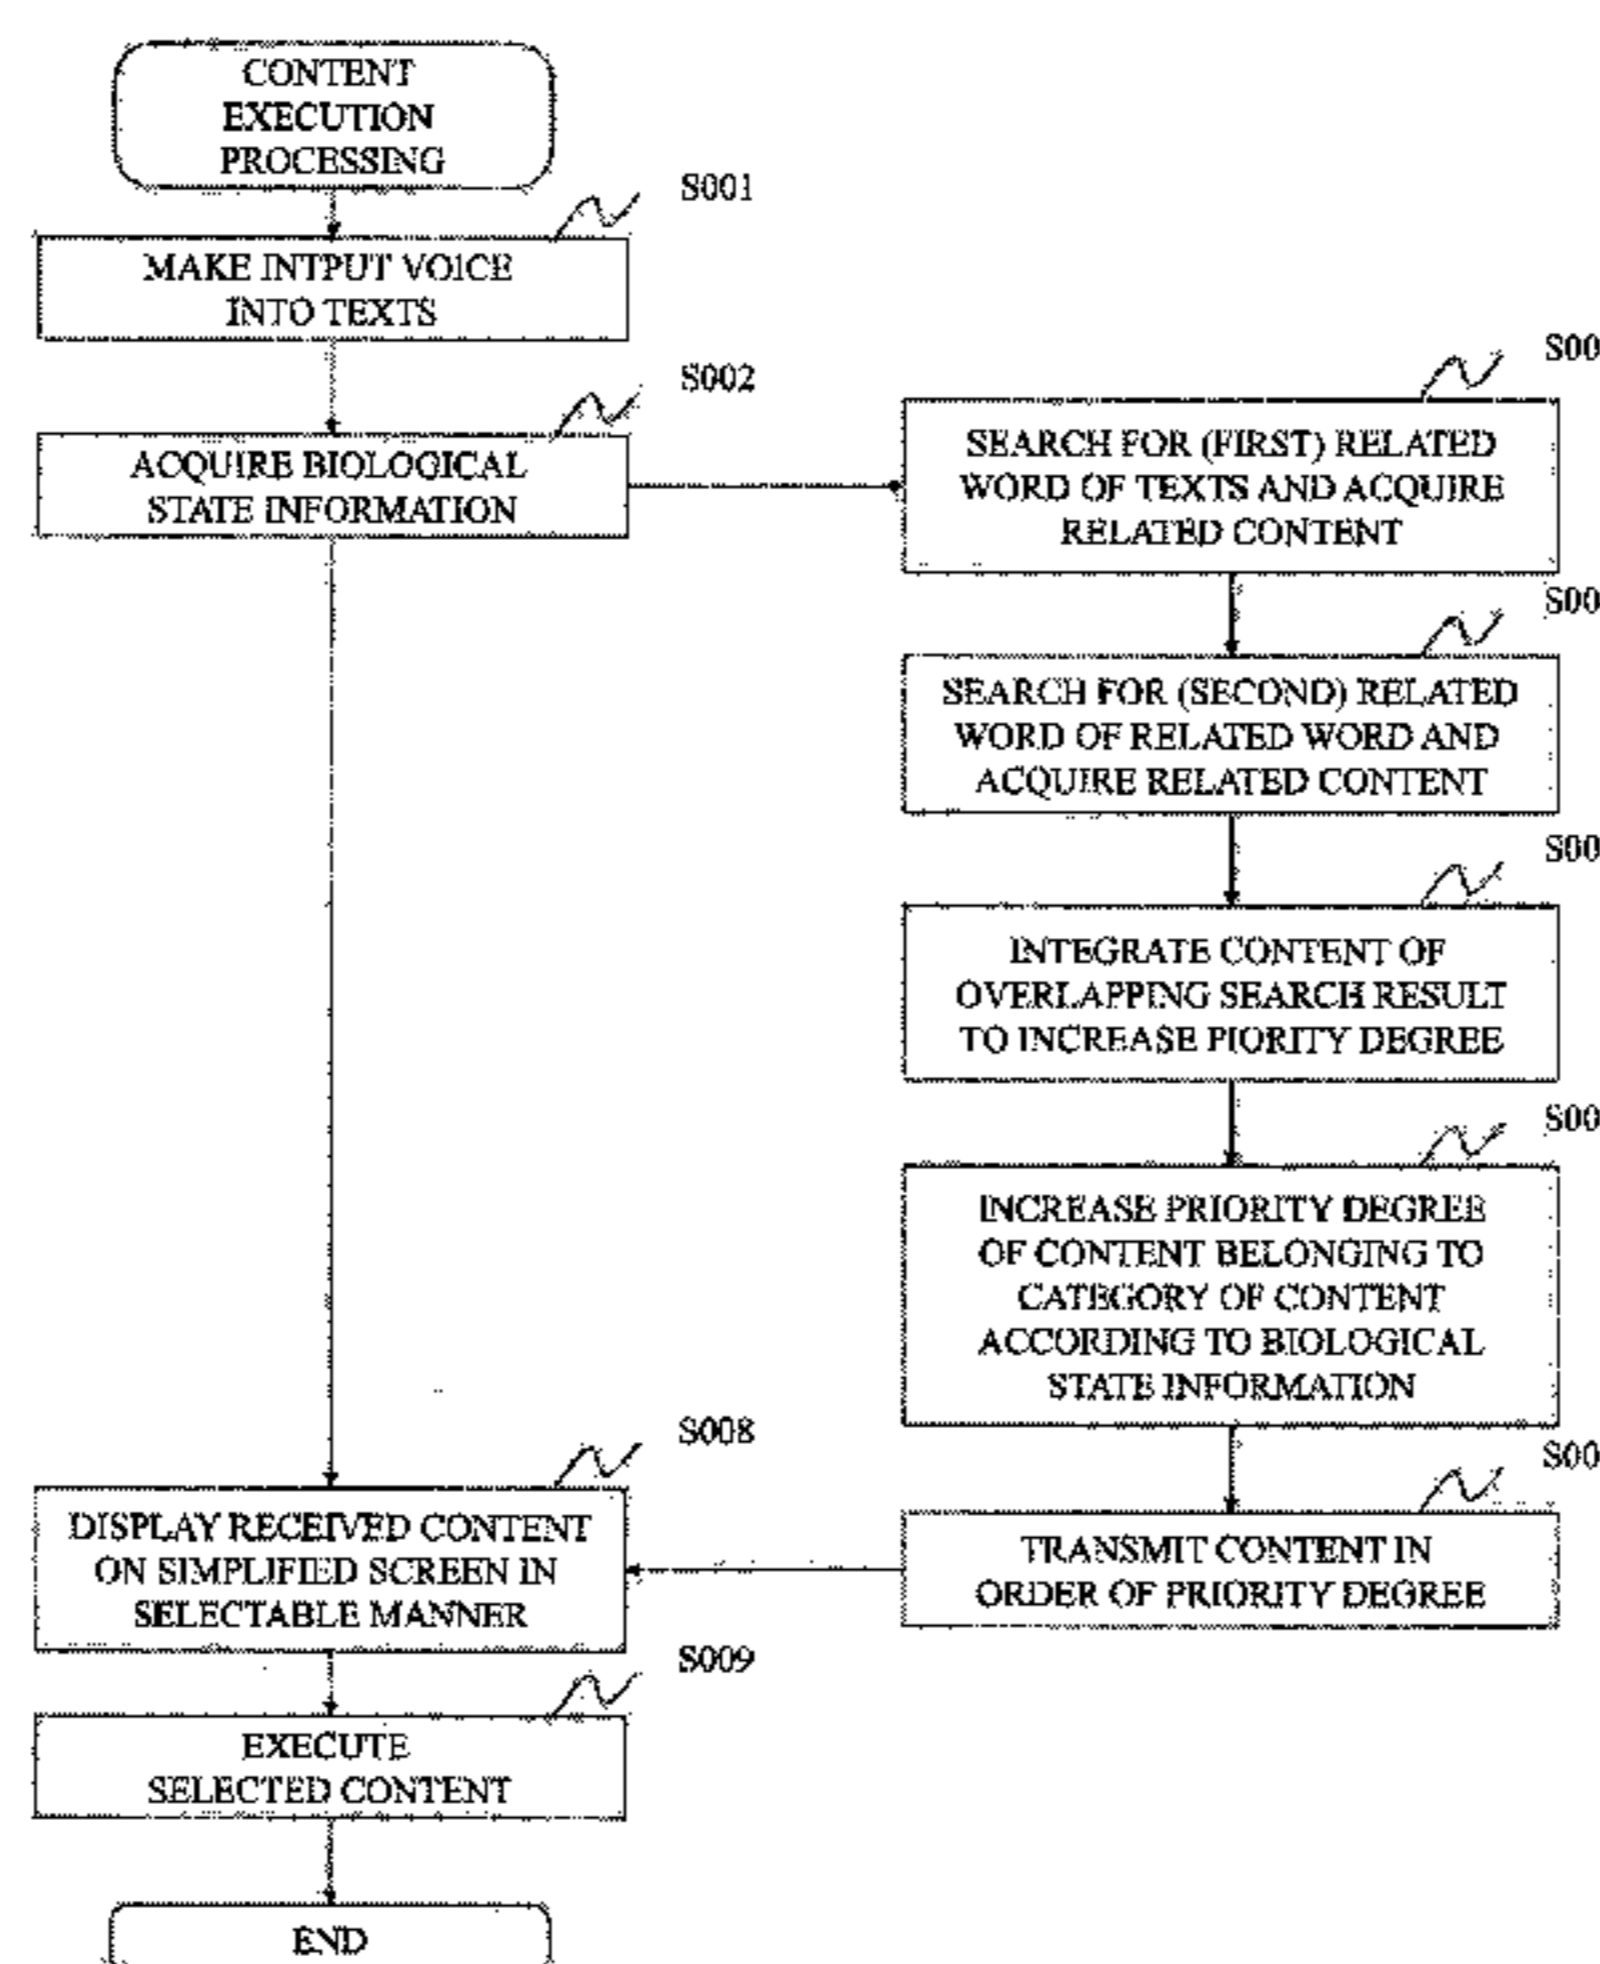 CONTENT
EXECUTION
PROCESSING
S001
MAKE INTPUT VOICE
INTO TEXTS
S002
ACQUIRE BIOLOGICAL
STATE INFORMATION
S00
SEARCH FOR (FIRST) RELATED
WORD OF TEXTS AND ACQUIRE
RELATED CONTENT
S00
SEARCH FOR (SECOND) RELATED
WORD OF RELATED WORD AND
ACQUIRE RELATED CONTENT
S00
INTEGRATE CONTENT OF
OVERLAPPING SEARCH RESULT
TO INCREASE PIORITY DEGREE
S00
INCREASE PRIORITY DEGREE
OF CONTENT BELONGING TO
CATEGORY OF CONTENT
ACCORDING TO BIOLOGICAL
STATE INFORMATION
S00
TRANSMIT CONTENT IN
ORDER OF PRIORITY DEGREE
S008
DISPLAY RECEIVED CONTENT
ON SIMPLIFIED SCREEN IN
SELECTABLE MANNER
S009
EXECUTE
SELECTED CONTENT
END